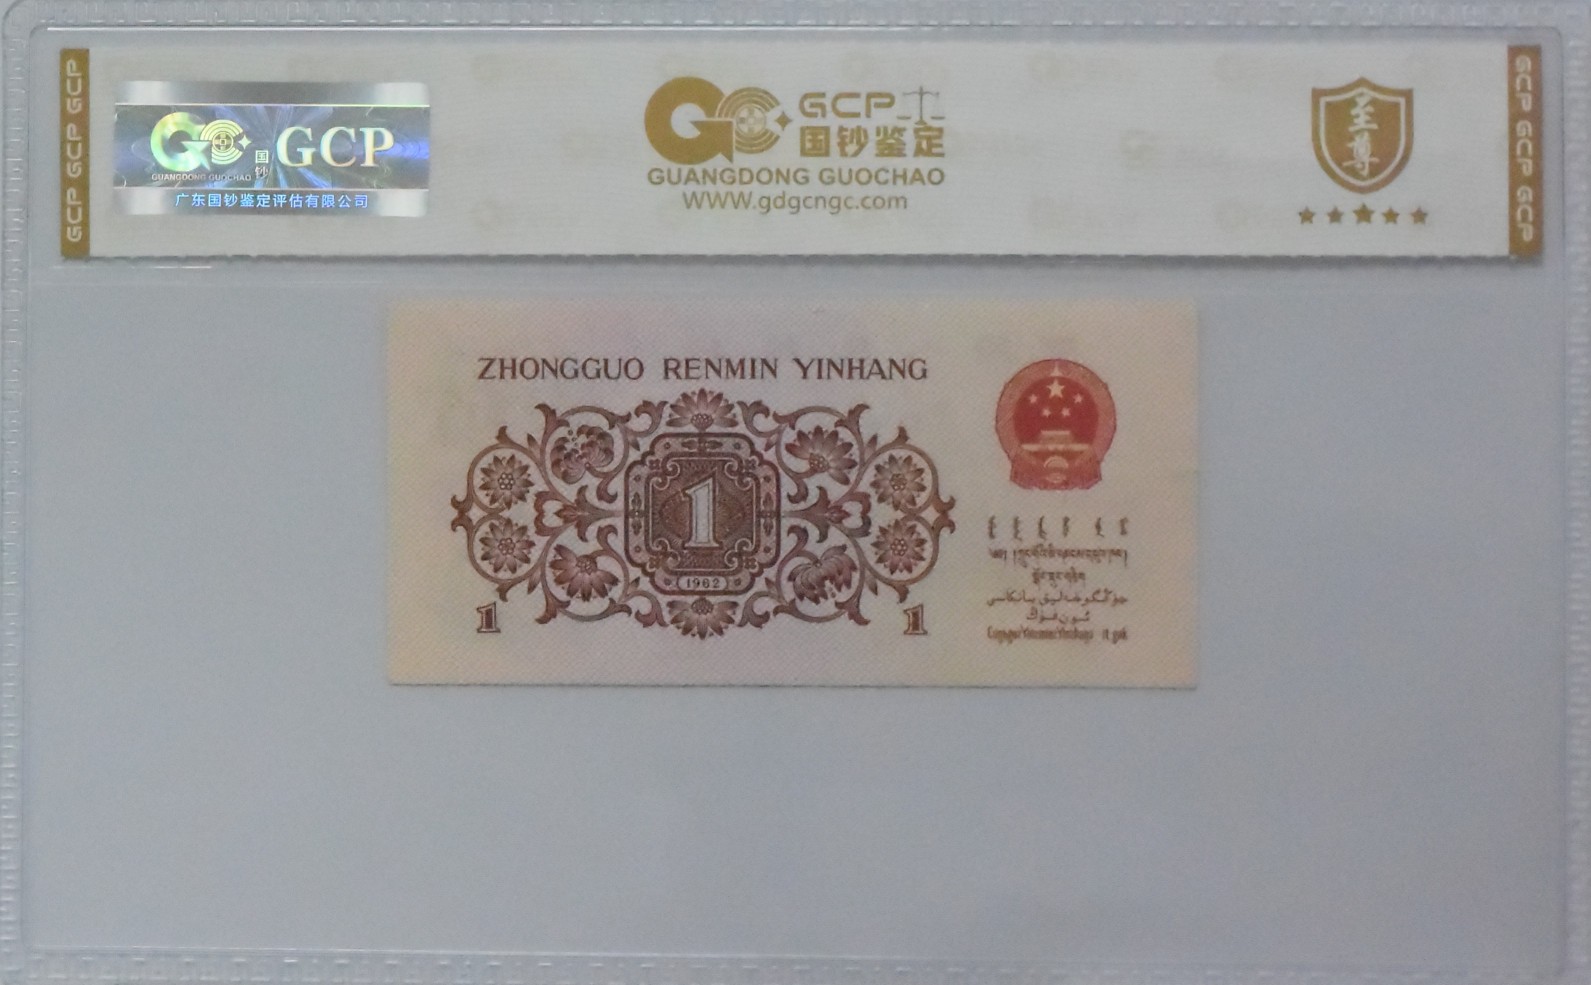 GCP GCP GCP
GCP
国钞
GUANGDONG GUOCHAO
广东国钞鉴定评估有限公司
GCP
国钞鉴定
GUANGDONG GUOCHAO
WWW.gdgcngc.com
至尊
GCP GCP GCP
ZHONGGUO RENMIN YINHANG
1
1962
1
1